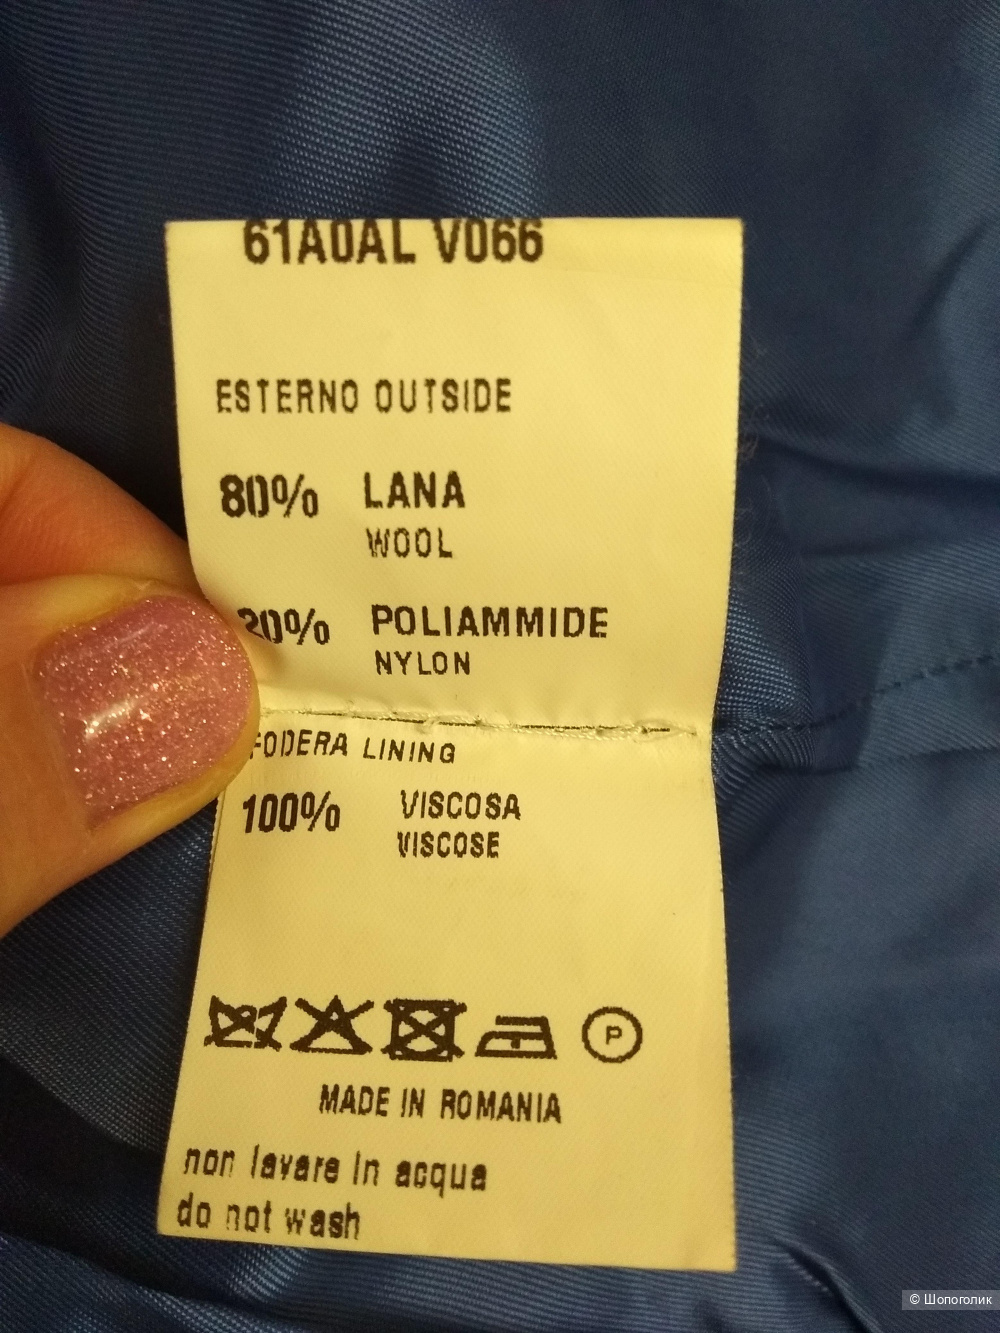 61A0AL V066
ESTERNO OUTSIDE
80% LANA
WOOL
20% POLIAMMIDE
NYLON
FODERA LINING
100% VISCOSA
VISCOSE
P
MADE IN ROMANIA
non lavare in acqua
do not wash
© Шопоголик